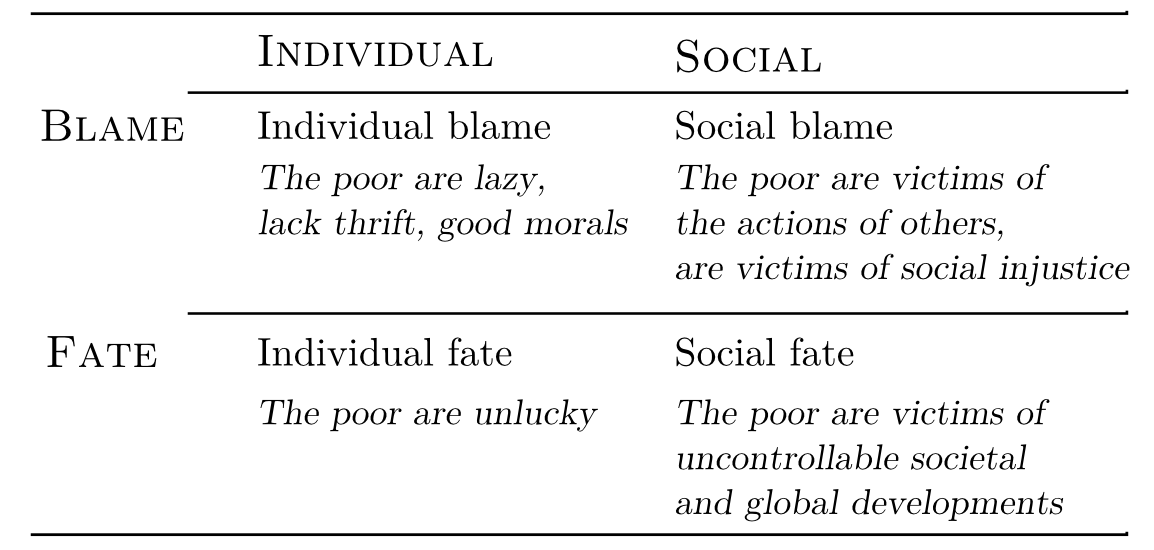 INDIVIDUAL SOCIAL
BLAME Individual blame Social blame
The poor are lazy, The poor are victims of
lack thrift, good morals the actions of others,
are victims of social injustice
FATE Individual fate Social fate
The poor are unlucky The poor are victims of
uncontrollable societal
and global developments